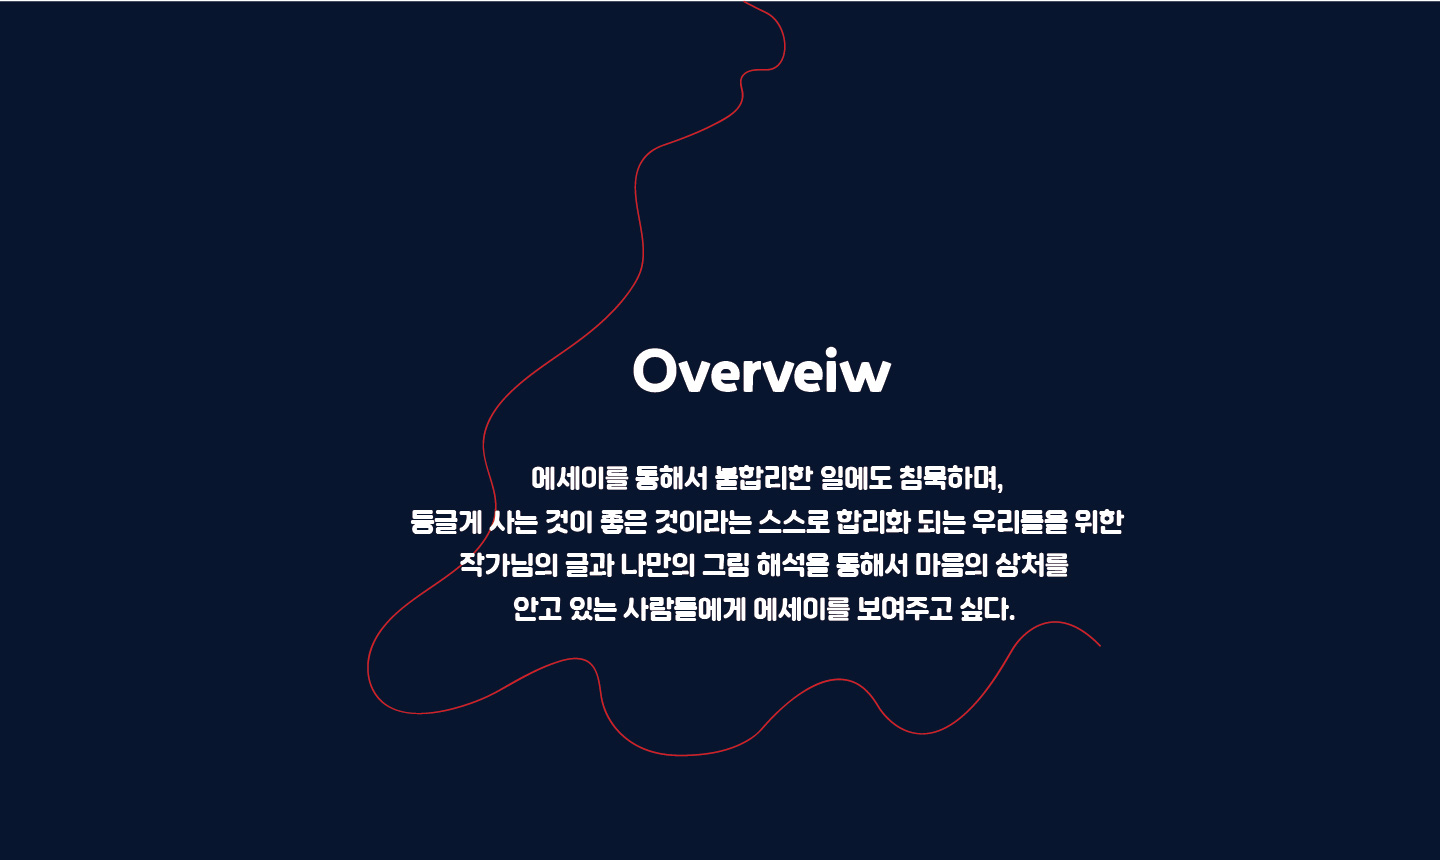 Overveiw
에세이를 통해서 불합리한 일에도 침묵하며,
둥글게 사는 것이 좋은 것이라는 스스로 합리화 되는 우리들을 위한
작가님의 글과 나만의 그림 해석을 통해서 마음의 상처를
안고 있는 사람들에게 에세이를 보여주고 싶다.